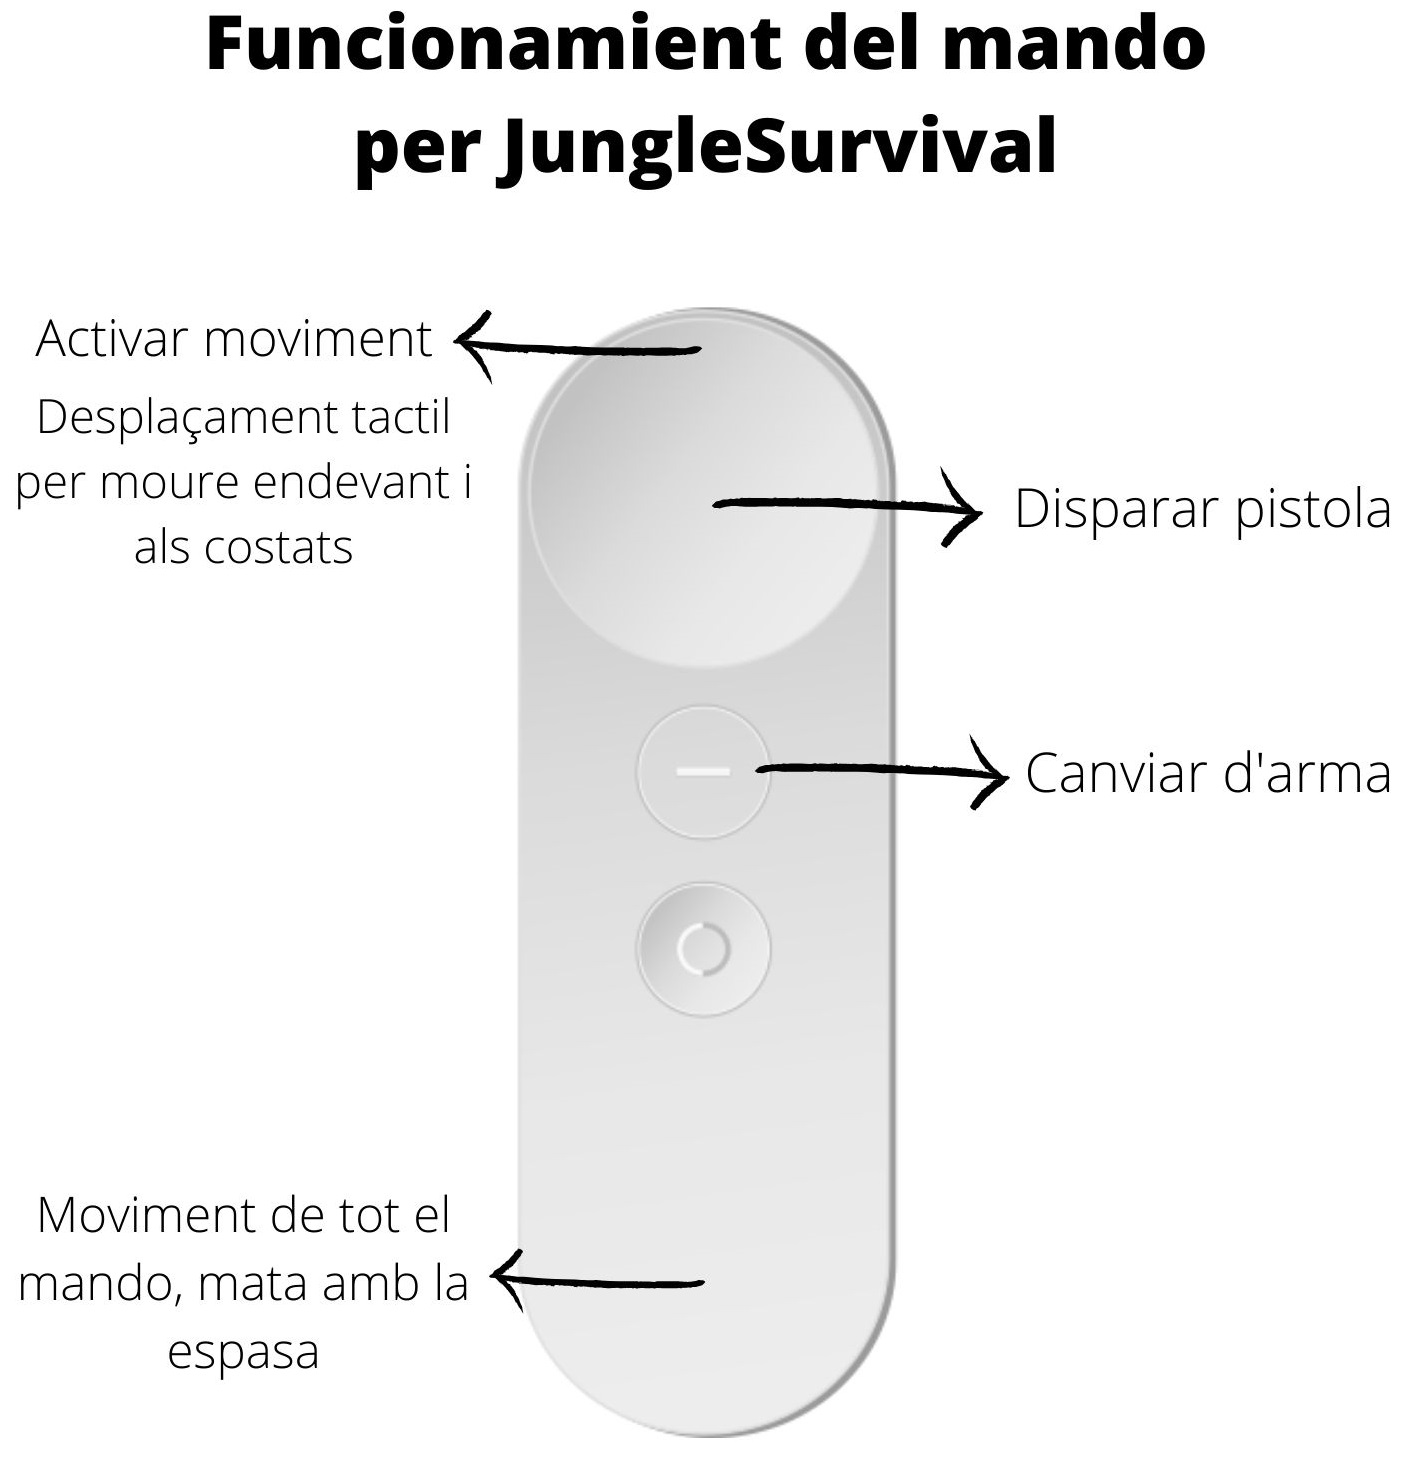 Funcionamient del mando
per JungleSurvival
Activar moviment
Desplaçament tactil
per moure endevant i
als costats
Disparar pistola
Canviar d'arma
Moviment de tot el
mando, mata amb la
espasa